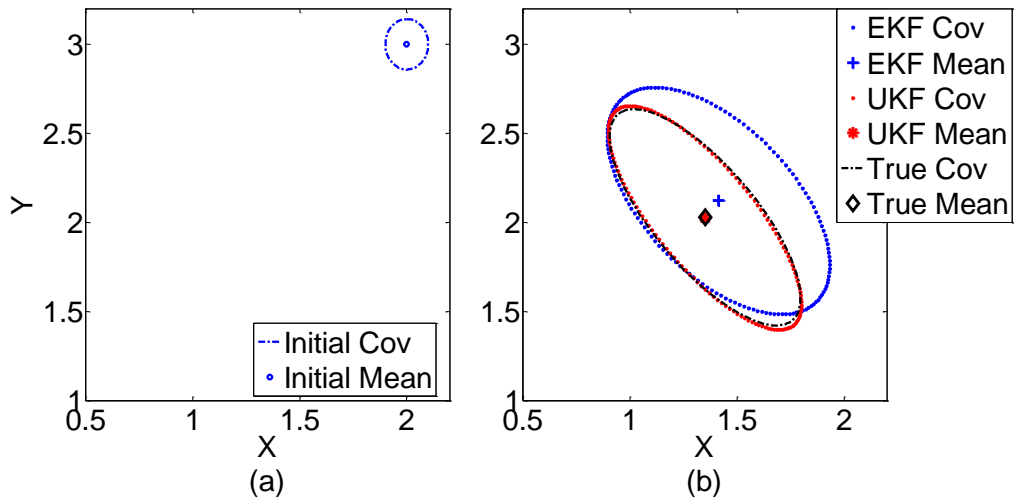 3
2.5
2
1.5
1
Y
0.5
1
1.5
2
X
(a)
Initial Cov
Initial Mean
3
2.5
2
1.5
1
0.5
1
1.5
2
X
(b)
EKF Cov
EKF Mean
UKF Cov
UKF Mean
True Cov
True Mean